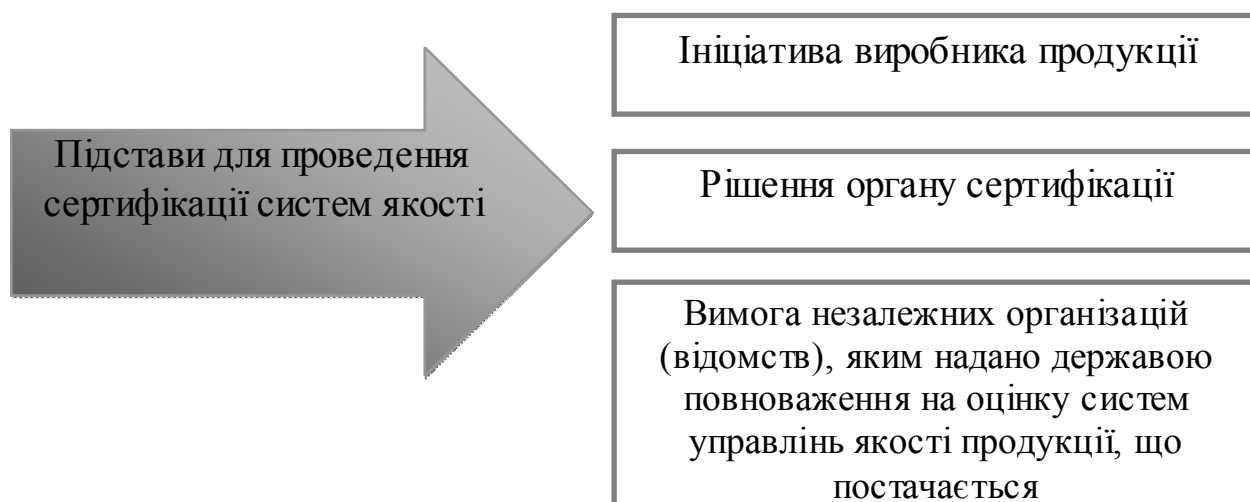 Підстави для проведення
сертифікації систем якості
Ініціатива виробника продукції
Рішення органу сертифікації
Вимога незалежних організацій
(відомств), яким надано державою
повноваження на оцінку систем
управлінь якості продукції, що
постачається